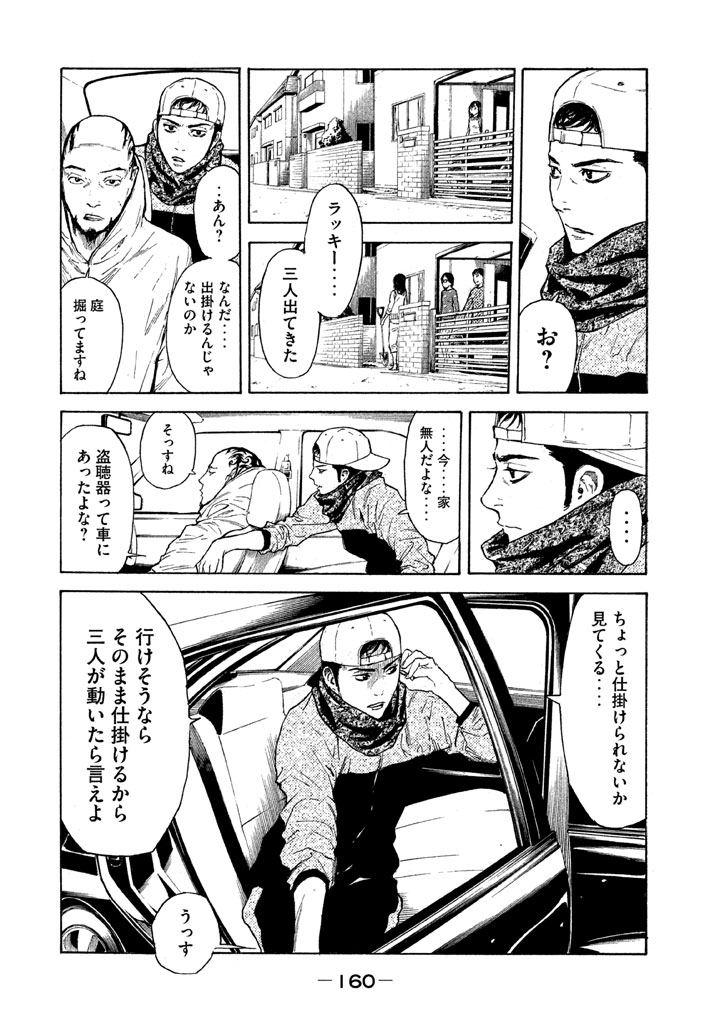 お？
ラッキー‥‥
三人出てきた
‥あん？
なんだ‥‥
出掛けるんじゃ
ないのか
庭
掘ってますね
‥‥
‥‥今‥‥家
無人だよな‥‥
そっすね
盗聴器って車に
あったよな？
ちょっと仕掛けられないか
見てくる‥‥
行けそうなら
そのまま仕掛けるから
三人が動いたら言えよ
うっす
—160—